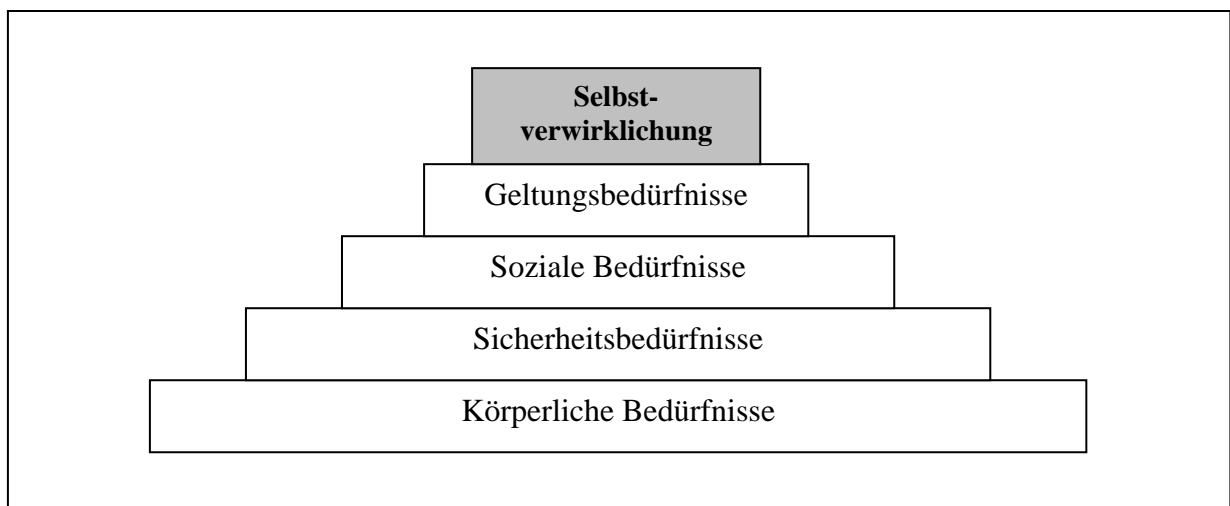 Selbst-
verwirklichung
Geltungsbedürfnisse
Soziale Bedürfnisse
Sicherheitsbedürfnisse
Körperliche Bedürfnisse